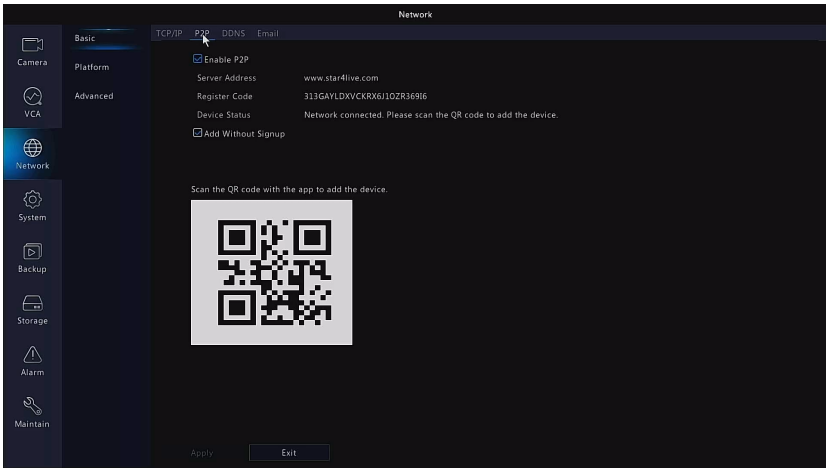 Network
Camera
VCA
Network
System
Backup
Storage
Alarm
Maintain
Basic
Platform
Advanced
TCP/IP P2P DDNS Email
Enable P2P
Server Address www.star4live.com
Register Code 313GAYLDXVCKRX6J1OZR369I6
Device Status Network connected. Please scan the QR code to add the device.
Add Without Signup
Scan the QR code with the app to add the device.
Apply Exit